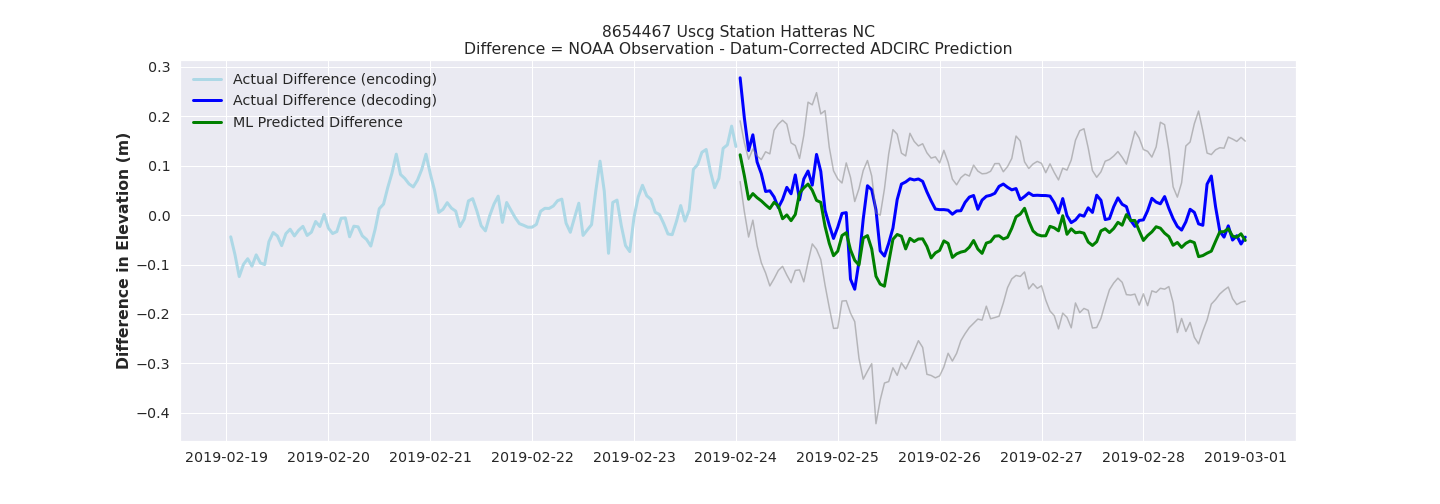 8654467 Uscg Station Hatteras NC
Difference = NOAA Observation - Datum-Corrected ADCIRC Prediction
Difference in Elevation (m)
0.3
0.2
0.1
0.0
−0.1
−0.2
−0.3
−0.4
Actual Difference (encoding)
Actual Difference (decoding)
ML Predicted Difference
2019-02-19 2019-02-20 2019-02-21 2019-02-22 2019-02-23 2019-02-24 2019-02-25 2019-02-26 2019-02-27 2019-02-28 2019-03-01